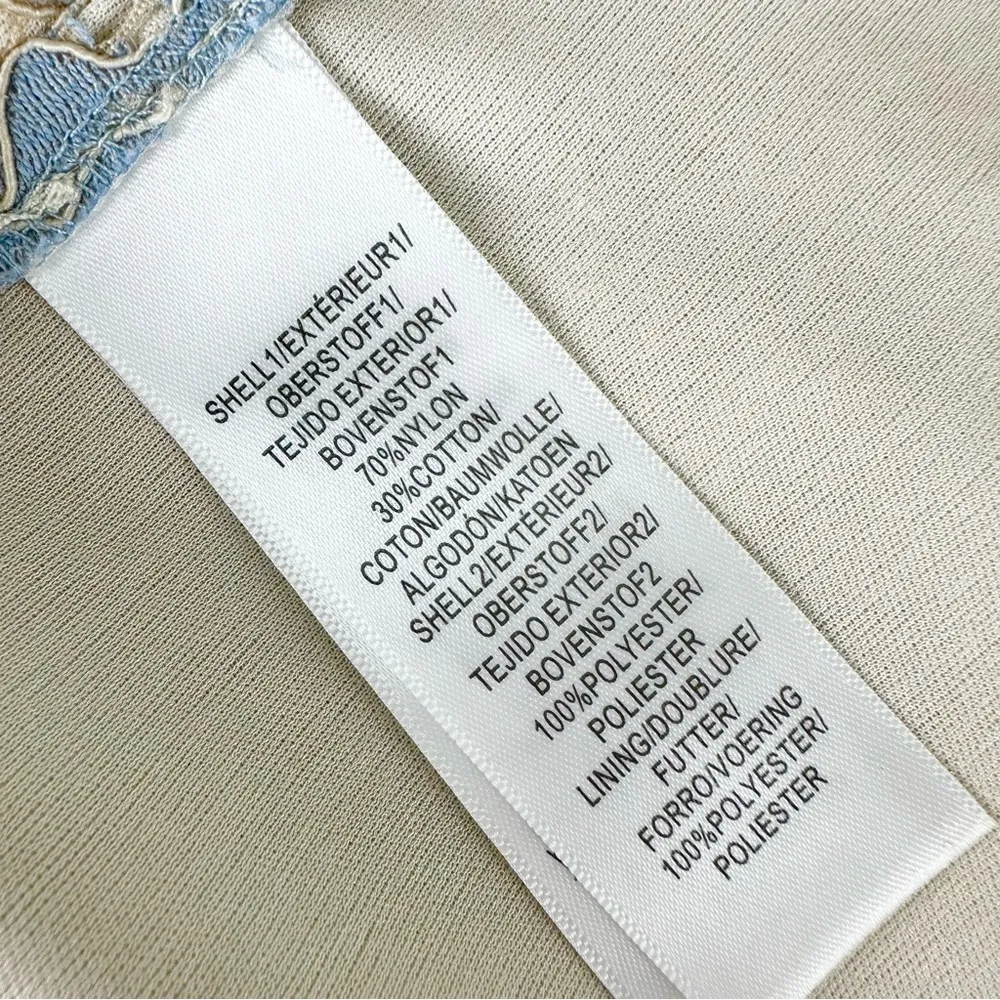 SHELL1/EXTÉRIEUR1/
OBERSTOFF1/
TEJIDO EXTERIOR1/
BOVENSTOF1
70%NYLON
30%COTTON/
COTON/BAUMWOLLE/
ALGODÓN/KATOEN
SHELL2/EXTÉRIEUR2/
OBERSTOFF2/
TEJIDO EXTERIOR2/
BOVENSTOF2
100%POLYESTER/
POLIESTER
LINING/DOUBLURE/
FUTTER/
FORRO/VOERING
100%POLYESTER/
POLIESTER